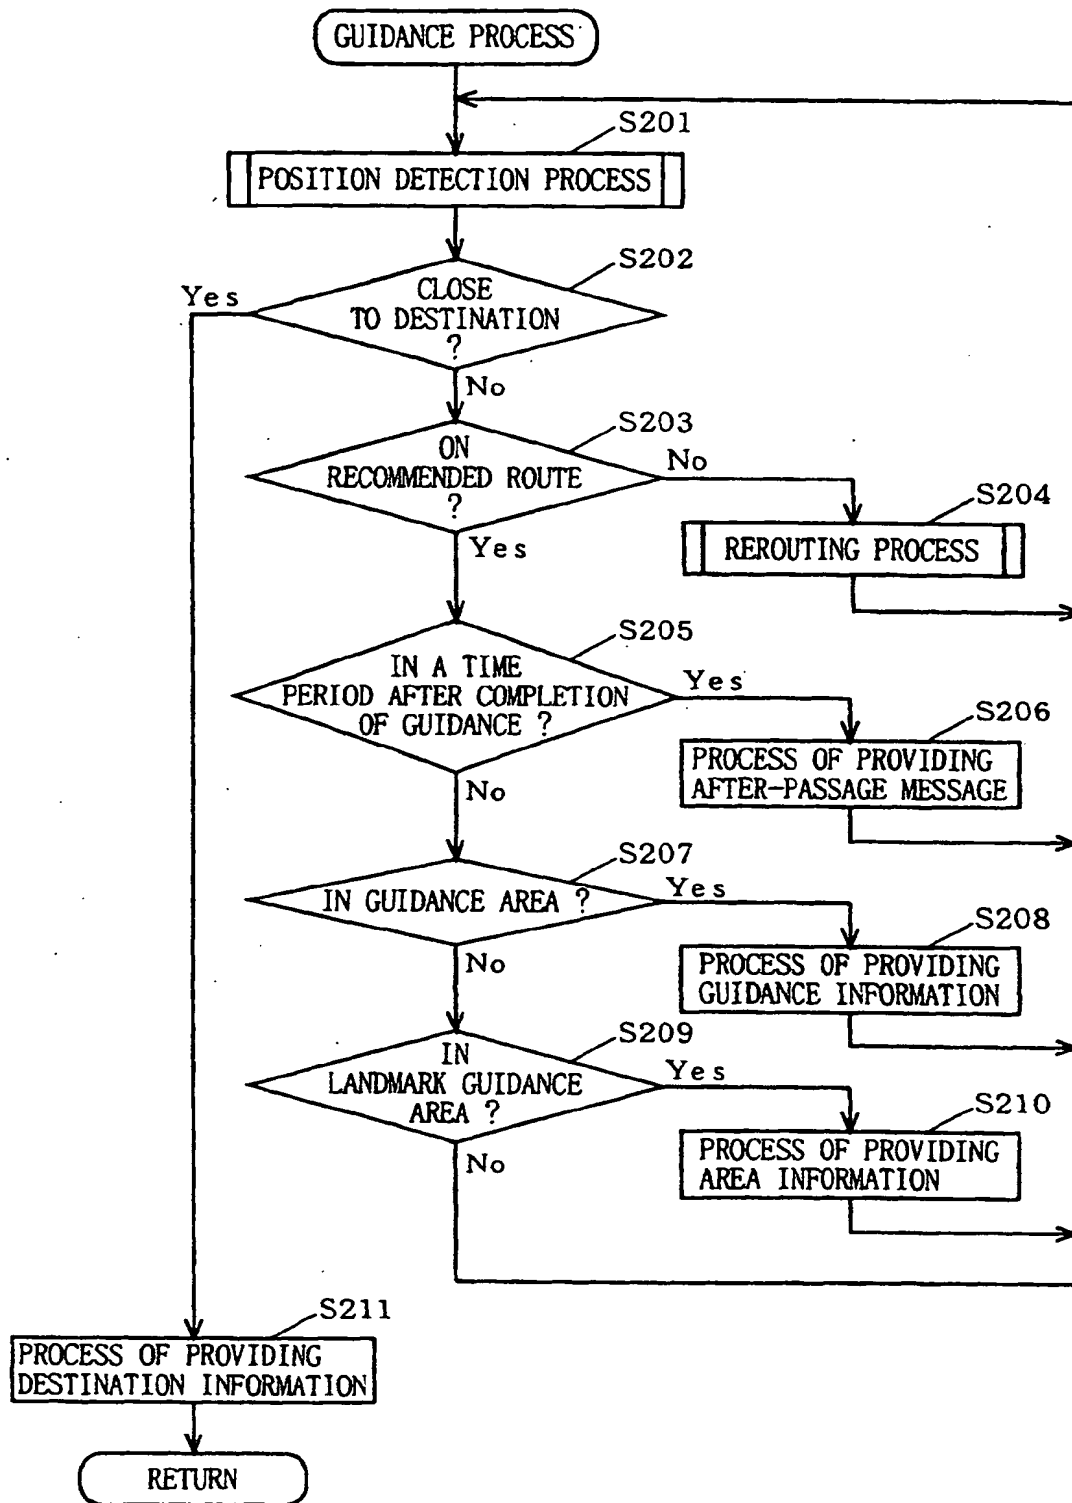 GUIDANCE PROCESS
S201
POSITION DETECTION PROCESS
S202
Yes
CLOSE
TO DESTINATION
?
No
S203
ON
RECOMMENDED ROUTE
?
No
Yes
S204
REROUTING PROCESS
S205
IN A TIME
PERIOD AFTER COMPLETION
OF GUIDANCE ?
Yes
No
S206
PROCESS OF PROVIDING
AFTER-PASSAGE MESSAGE
S207
IN GUIDANCE AREA ?
Yes
No
S208
PROCESS OF PROVIDING
GUIDANCE INFORMATION
S209
IN
LANDMARK GUIDANCE
AREA ?
Yes
No
S210
PROCESS OF PROVIDING
AREA INFORMATION
S211
PROCESS OF PROVIDING
DESTINATION INFORMATION
RETURN